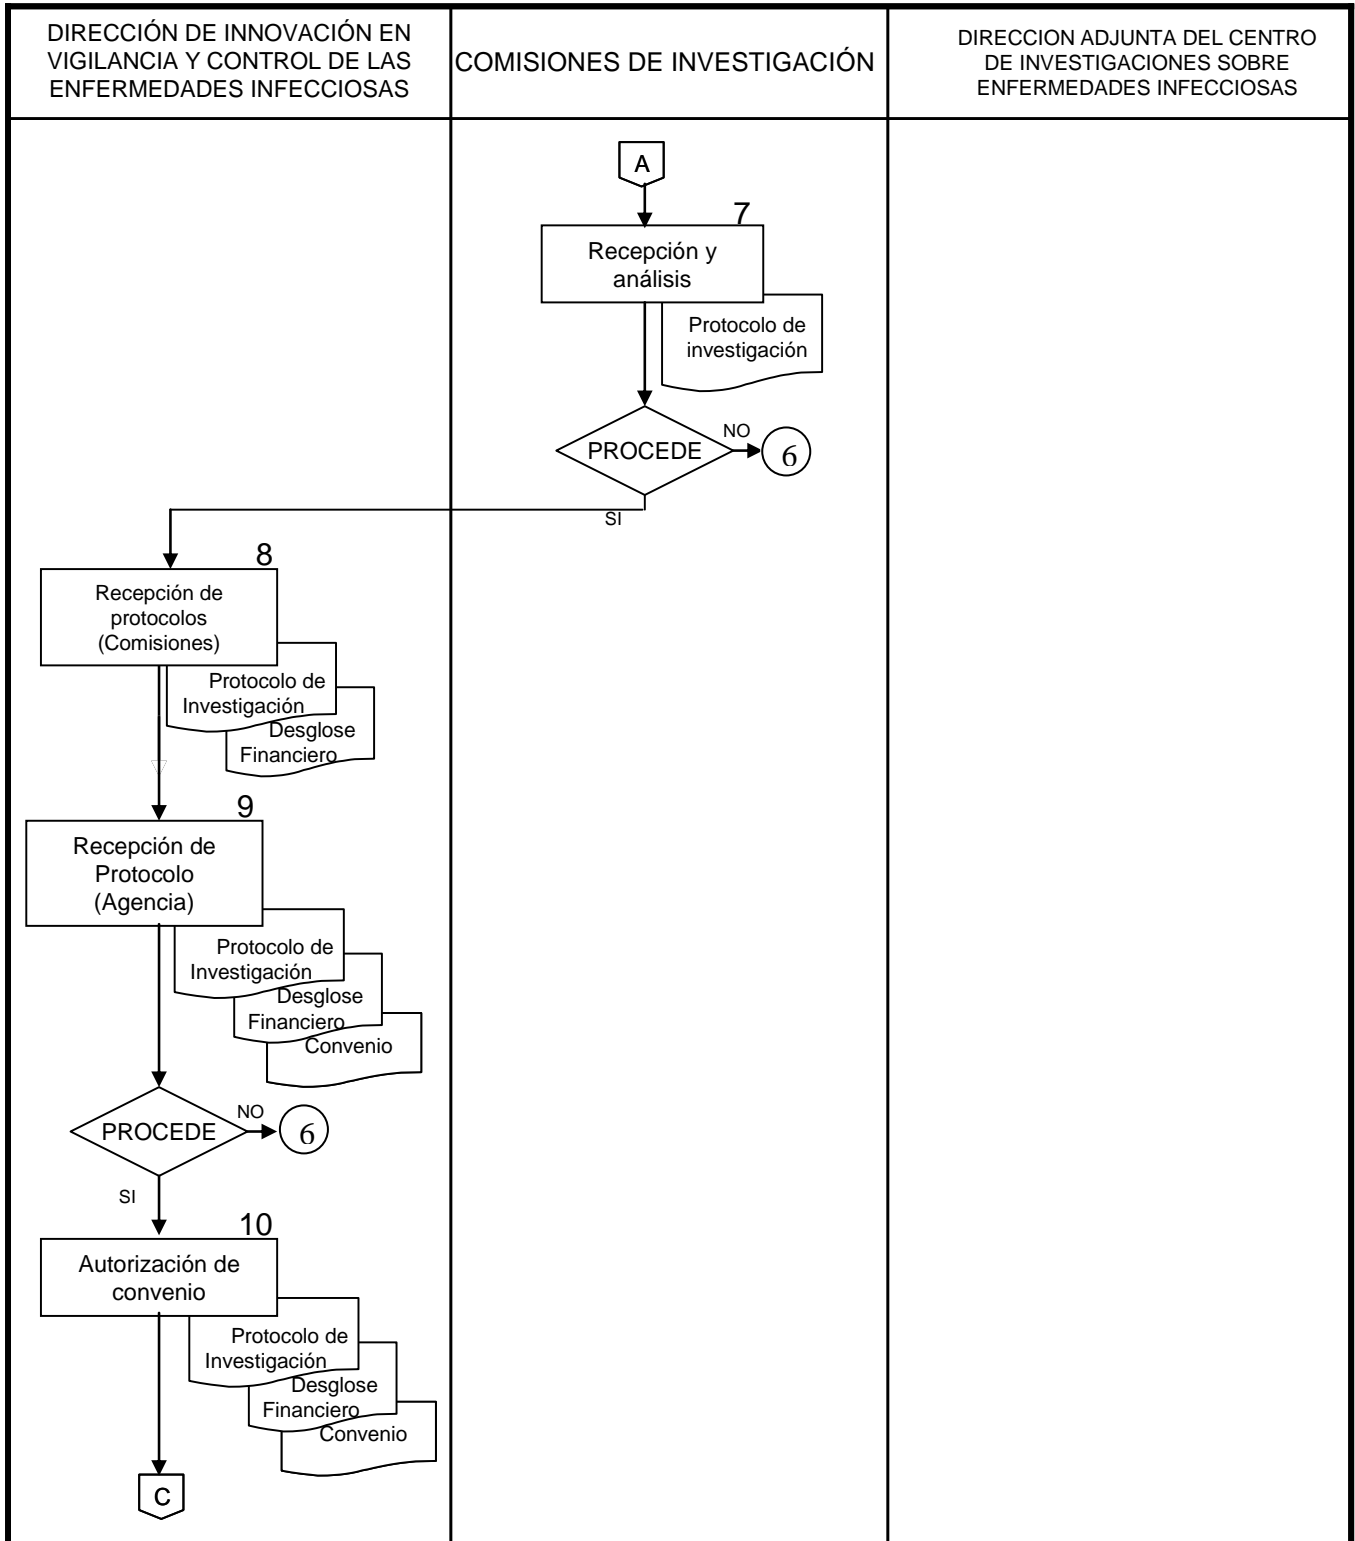 DIRECCIÓN DE INNOVACIÓN EN
VIGILANCIA Y CONTROL DE LAS
ENFERMEDADES INFECCIOSAS
COMISIONES DE INVESTIGACIÓN
DIRECCION ADJUNTA DEL CENTRO
DE INVESTIGACIONES SOBRE
ENFERMEDADES INFECCIOSAS
A
7
Recepción y
análisis
Protocolo de
investigación
PROCEDE
NO
6
SI
8
Recepción de
protocolos
(Comisiones)
Protocolo de
Investigación
Desglose
Financiero
9
Recepción de
Protocolo
(Agencia)
Protocolo de
Investigación
Desglose
Financiero
Convenio
PROCEDE
NO
6
SI
10
Autorización de
convenio
Protocolo de
Investigación
Desglose
Financiero
Convenio
C